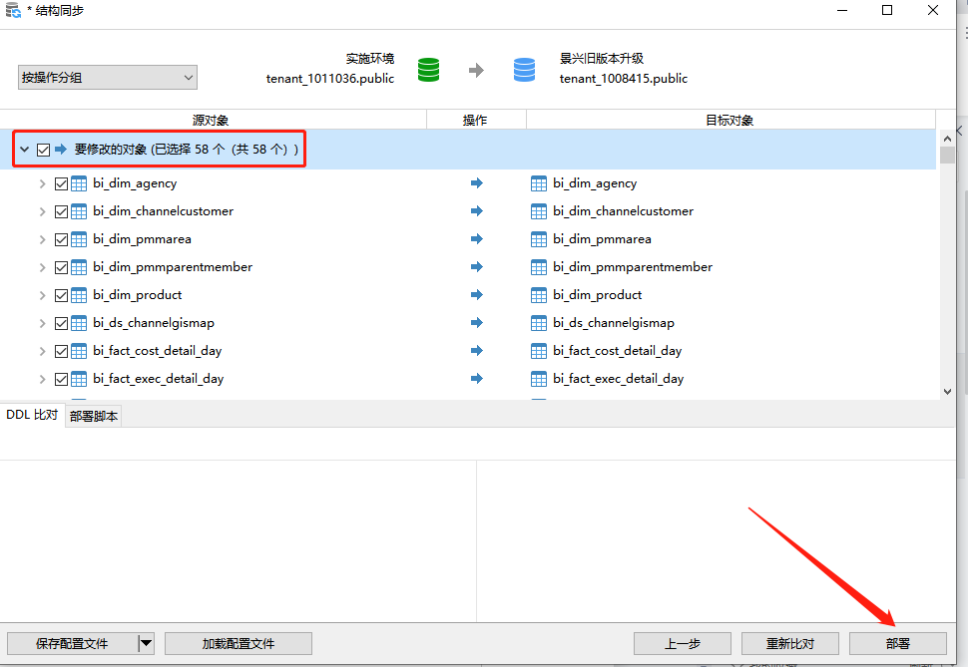 * 结构同步
按操作分组
实施环境
tenant_1011036.public
景兴旧版本升级
tenant_1008415.public
源对象 操作 目标对象
要修改的对象 (已选择 58 个（共 58 个）)
bi_dim_agency bi_dim_agency
bi_dim_channelcustomer bi_dim_channelcustomer
bi_dim_pmmarea bi_dim_pmmarea
bi_dim_pmmparentmember bi_dim_pmmparentmember
bi_dim_product bi_dim_product
bi_ds_channelgismap bi_ds_channelgismap
bi_fact_cost_detail_day bi_fact_cost_detail_day
bi_fact_exec_detail_day bi_fact_exec_detail_day
DDL 比对 部署脚本
保存配置文件 加载配置文件 上一步 重新比对 部署